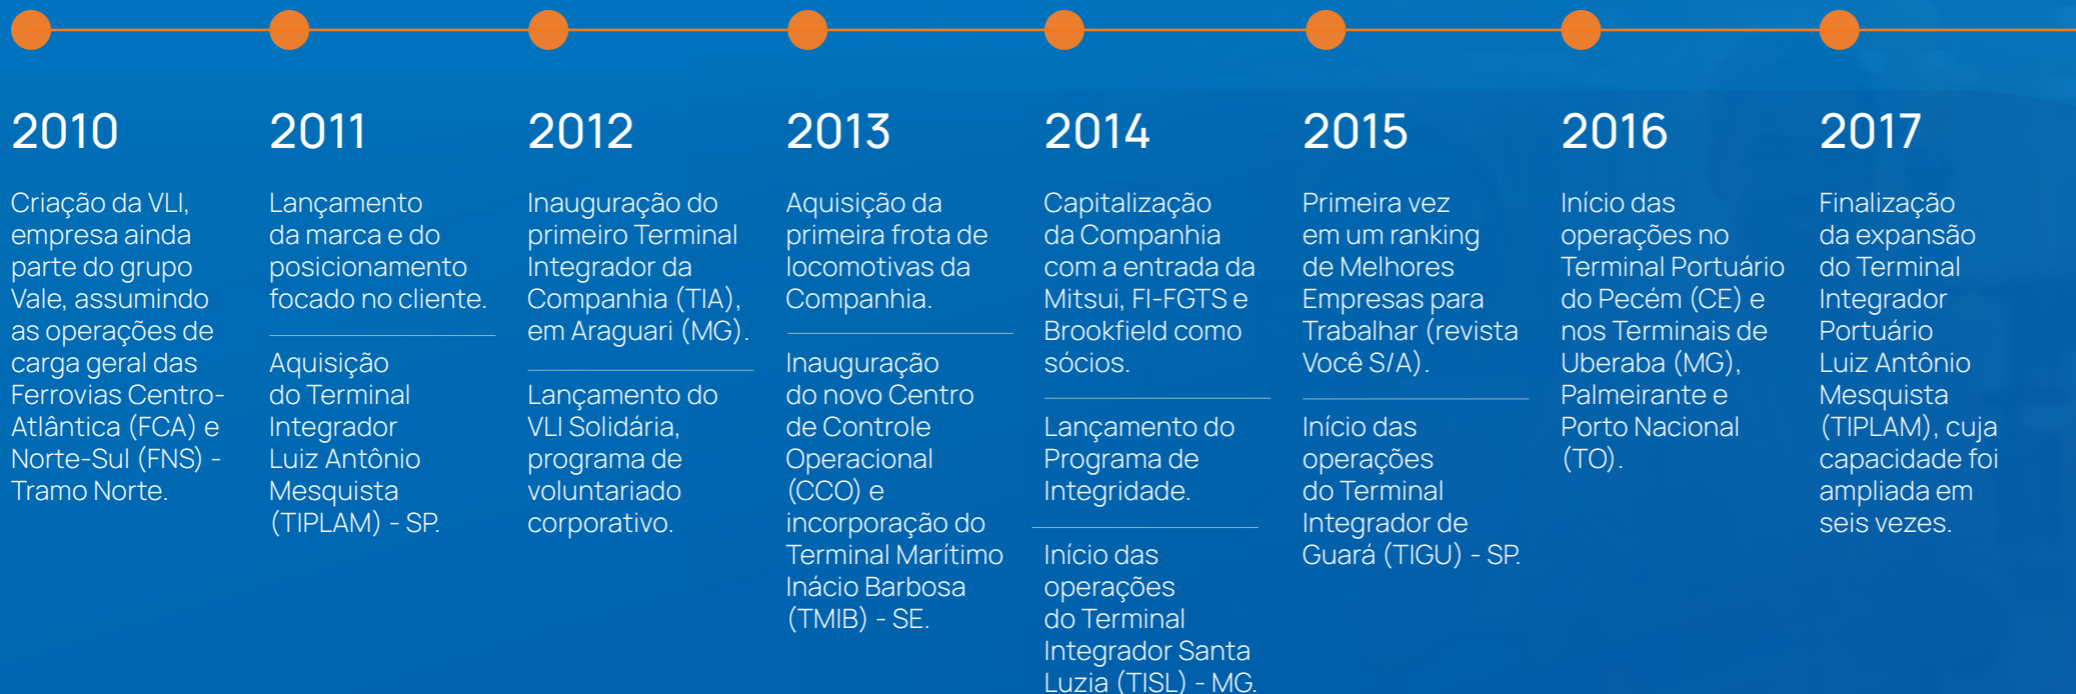 2010
Criação da VLI,
empresa ainda
parte do grupo
Vale, assumindo
as operações de
carga geral das
Ferrovias Centro-
Atlântica (FCA) e
Norte-Sul (FNS) -
Tramo Norte.
2011
Lançamento
da marca e do
posicionamento
focado no cliente.
Aquisição
do Terminal
Integrador
Luiz Antônio
Mesquista
(TIPLAM) - SP.
2012
Inauguração do
primeiro Terminal
Integrador da
Companhia (TIA),
em Araguari (MG).
Lançamento do
VLI Solidária,
programa de
voluntariado
corporativo.
2013
Aquisição da
primeira frota de
locomotivas da
Companhia.
Inauguração
do novo Centro
de Controle
Operacional
(CCO) e
incorporação do
Terminal Marítimo
Inácio Barbosa
(TMIB) - SE.
2014
Capitalização
da Companhia
com a entrada da
Mitsui, FI-FGTS e
Brookfield como
sócios.
Lançamento do
Programa de
Integridade.
Início das
operações
do Terminal
Integrador Santa
Luzia (TISL) - MG.
2015
Primeira vez
em um ranking
de Melhores
Empresas para
Trabalhar (revista
Você S/A).
Início das
operações
do Terminal
Integrador de
Guará (TIGU) - SP.
2016
Início das
operações no
Terminal Portuário
do Pecém (CE) e
nos Terminais de
Uberaba (MG),
Palmeirante e
Porto Nacional
(TO).
2017
Finalização
da expansão
do Terminal
Integrador
Portuário
Luiz Antônio
Mesquista
(TIPLAM), cuja
capacidade foi
ampliada em
seis vezes.